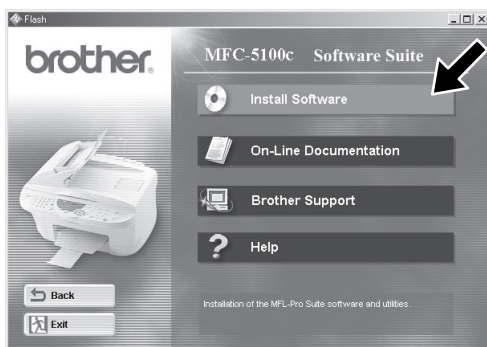 Flash
brother.
MFC-5100c Software Suite
Install Software
On-Line Documentation
Brother Support
Help
Back
Exit
Installation of the MFL-Pro Suite software and utilities.